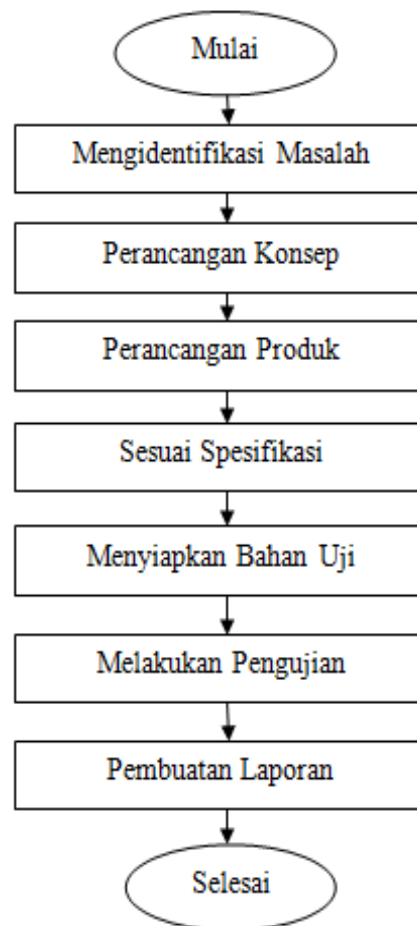 Mulai
Mengidentifikasi Masalah
Perancangan Konsep
Perancangan Produk
Sesuai Spesifikasi
Menyiapkan Bahan Uji
Melakukan Pengujian
Pembuatan Laporan
Selesai